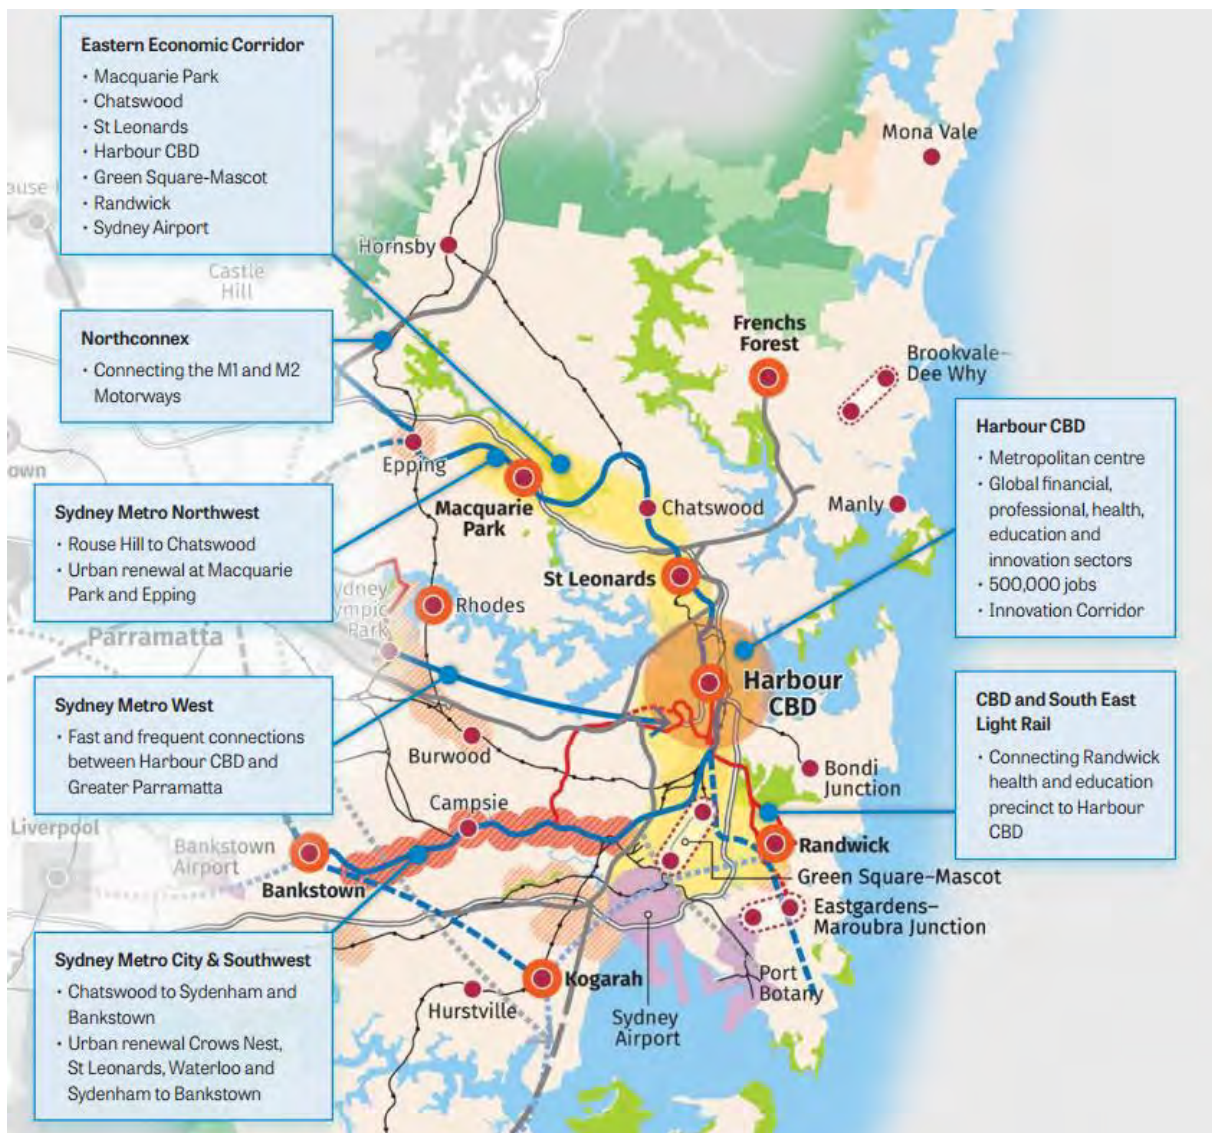 Eastern Economic Corridor
• Macquarie Park
• Chatswood
• St Leonards
• Harbour CBD
• Green Square-Mascot
• Randwick
• Sydney Airport
Mona Vale
Hornsby
Castle
Hill
Northconnex
• Connecting the M1 and M2
Motorways
Frenchs
Forest
Brookvale–
Dee Why
Harbour CBD
• Metropolitan centre
• Global financial,
professional, health,
education and
innovation sectors
• 500,000 jobs
• Innovation Corridor
Epping
Macquarie
Park
Chatswood
Manly
Sydney Metro Northwest
• Rouse Hill to Chatswood
• Urban renewal at Macquarie
Park and Epping
St Leonards
Rhodes
Park
Parramatta
Harbour
CBD
Sydney Metro West
• Fast and frequent connections
between Harbour CBD and
Greater Parramatta
CBD and South East
Light Rail
• Connecting Randwick
health and education
precinct to Harbour
CBD
Burwood
Bondi
Junction
Campsie
Liverpool
Bankstown
Airport
Bankstown
Randwick
Green Square–Mascot
Eastgardens–
Maroubra Junction
Sydney Metro City & Southwest
• Chatswood to Sydenham and
Bankstown
• Urban renewal Crows Nest,
St Leonards, Waterloo and
Sydenham to Bankstown
Kogarah
Hurstville
Port
Botany
Sydney
Airport